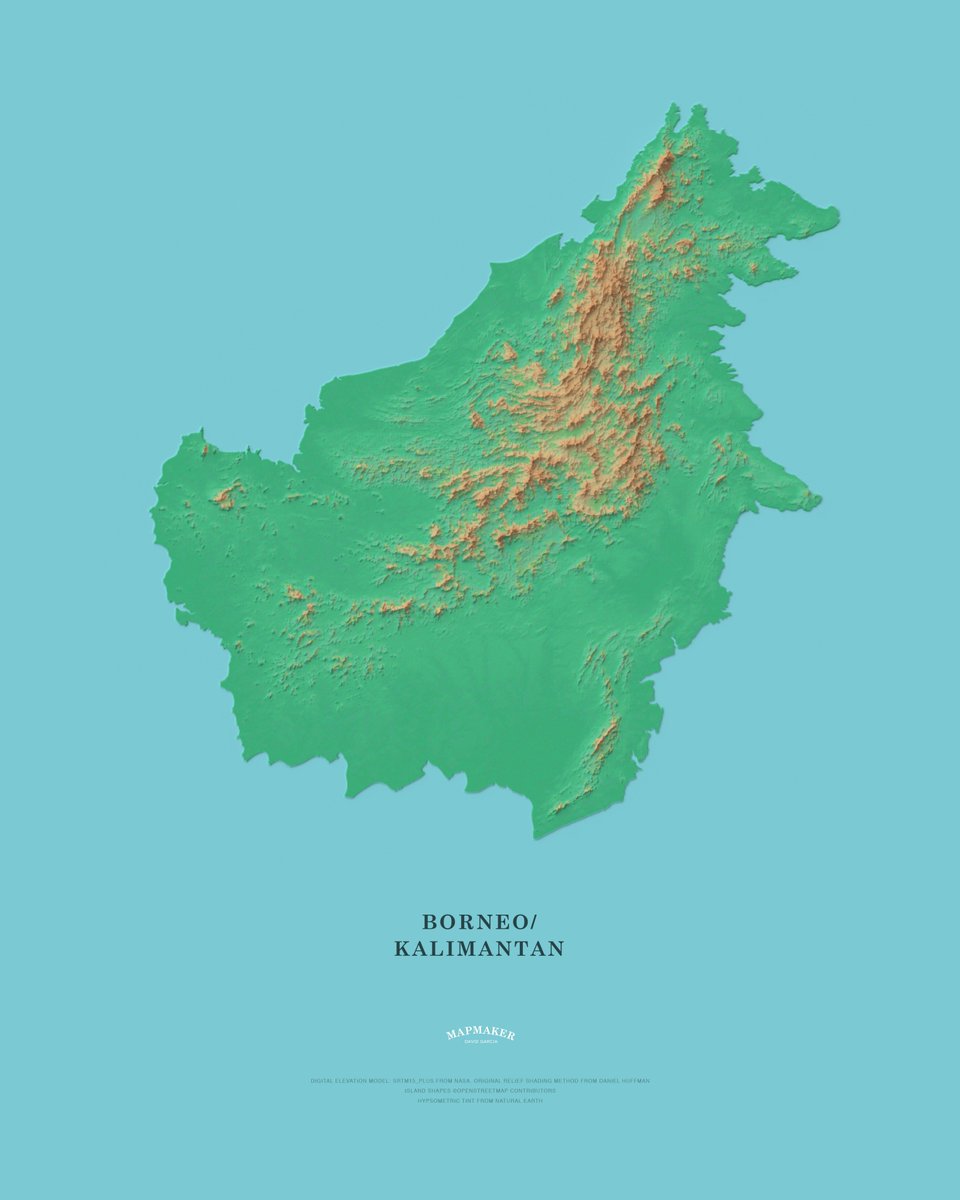 BORNEO/
KALIMANTAN
MAPMAKER
DAVID GARCIA
DIGITAL ELEVATION MODEL: SRTM15_PLUS FROM NASA. ORIGINAL RELIEF SHADING METHOD FROM DANIEL HUFFMAN
ISLAND SHAPES ©OPENSTREETMAP CONTRIBUTORS
HYPSOMETRIC TINT FROM NATURAL EARTH